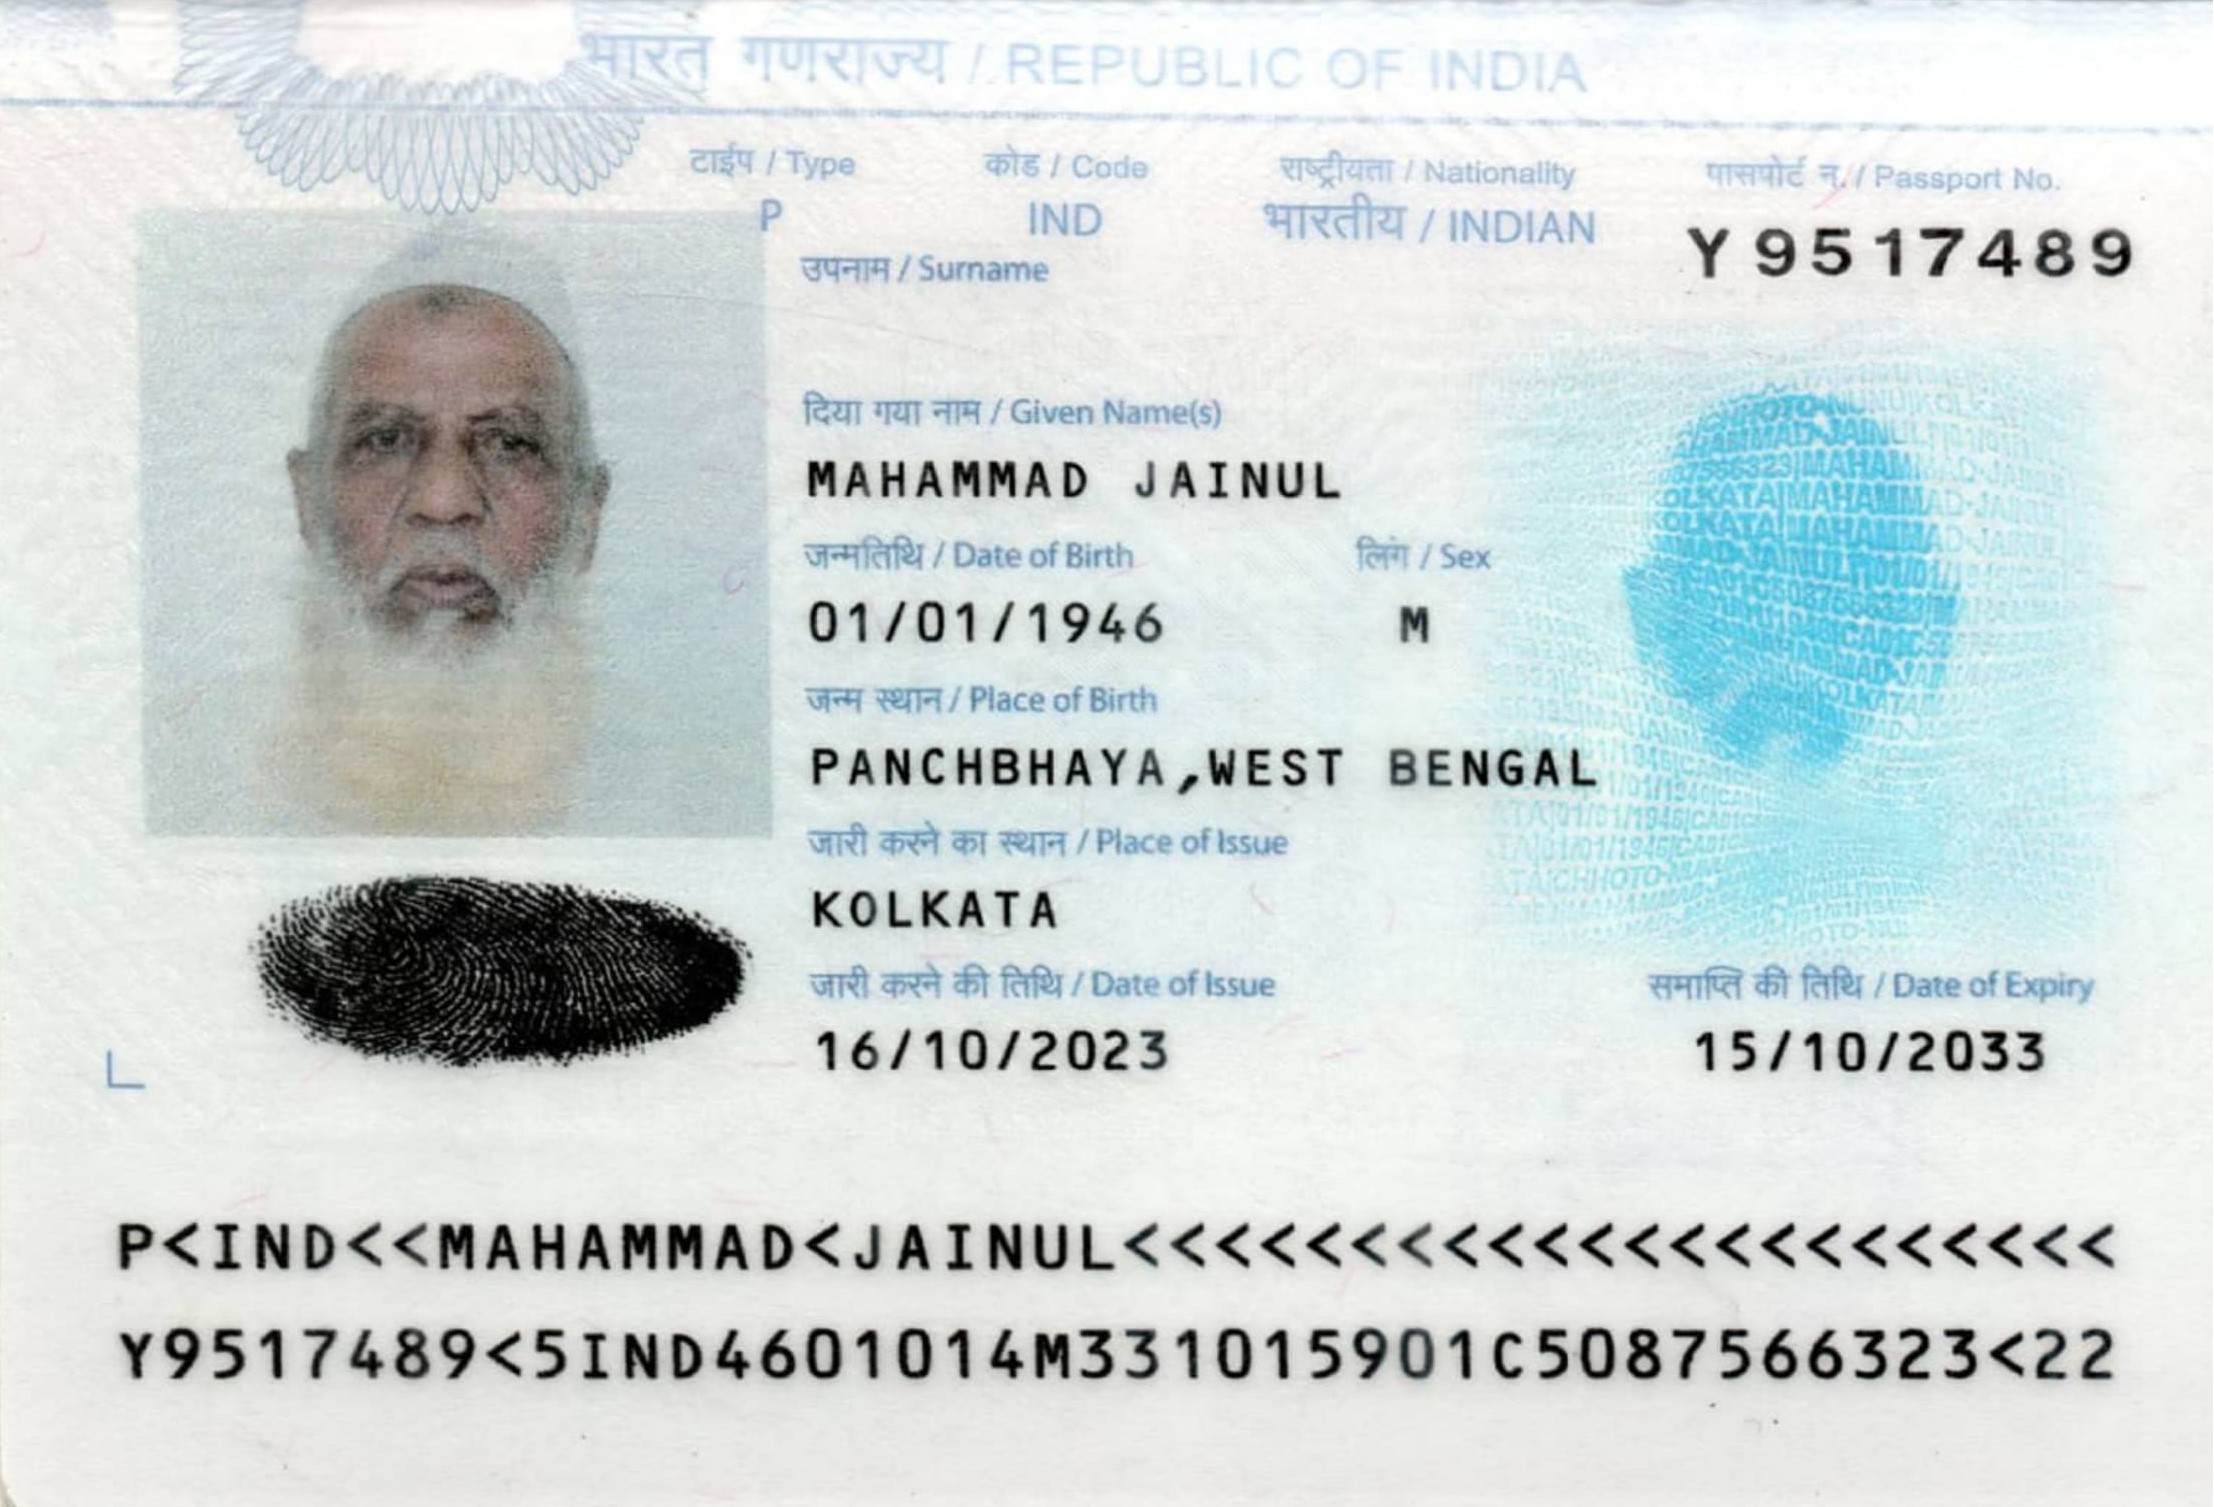 भारत गणराज्य / REPUBLIC OF INDIA
टाईप / Type कोड / Code राष्ट्रीयता / Nationality पासपोर्ट न. / Passport No.
P IND भारतीय / INDIAN Y9517489
उपनाम / Surname
दिया गया नाम / Given Name(s)
MAHAMMAD JAINUL
जन्मतिथि / Date of Birth लिंग / Sex
01/01/1946 M
जन्म स्थान / Place of Birth
PANCHBHAYA,WEST BENGAL
जारी करने का स्थान / Place of Issue
KOLKATA
जारी करने की तिथि / Date of Issue समाप्ति की तिथि / Date of Expiry
16/10/2023 15/10/2033
P<IND<<MAHAMMAD<JAINUL<<<<<<<<<<<<<<<<<<<<<<
Y9517489<5IND4601014M331015901C5087566323<22